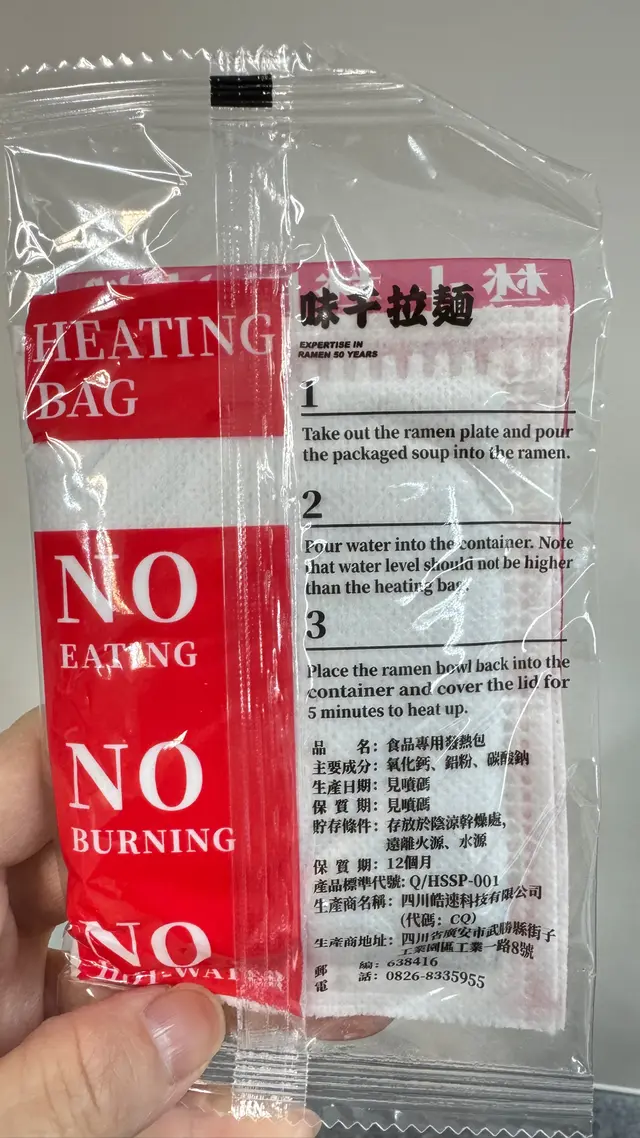 HEATING
BAG
NO
EATING
NO
BURNING
NO
味千拉麺
EXPERTISE IN
RAMEN 50 YEARS
1
Take out the ramen plate and pour
the packaged soup into the ramen.
2
Pour water into the container. Note
that water level should not be higher
than the heating bag.
3
Place the ramen bowl back into the
container and cover the lid for
5 minutes to heat up.
品 名：食品專用發熱包
主要成分：氧化鈣、鋁粉、碳酸鈉
生產日期：見噴碼
保 質 期：見噴碼
貯存條件：存放於陰涼幹燥處，
遠離火源、水源
保 質 期：12個月
產品標準代號：Q/HSSP-001
生產商名稱：四川皓速科技有限公司
（代碼：CQ）
生產商地址：四川省廣安市武勝縣街子
工業園區工業一路8號
郵 編：638416
電 話：0826-8335955